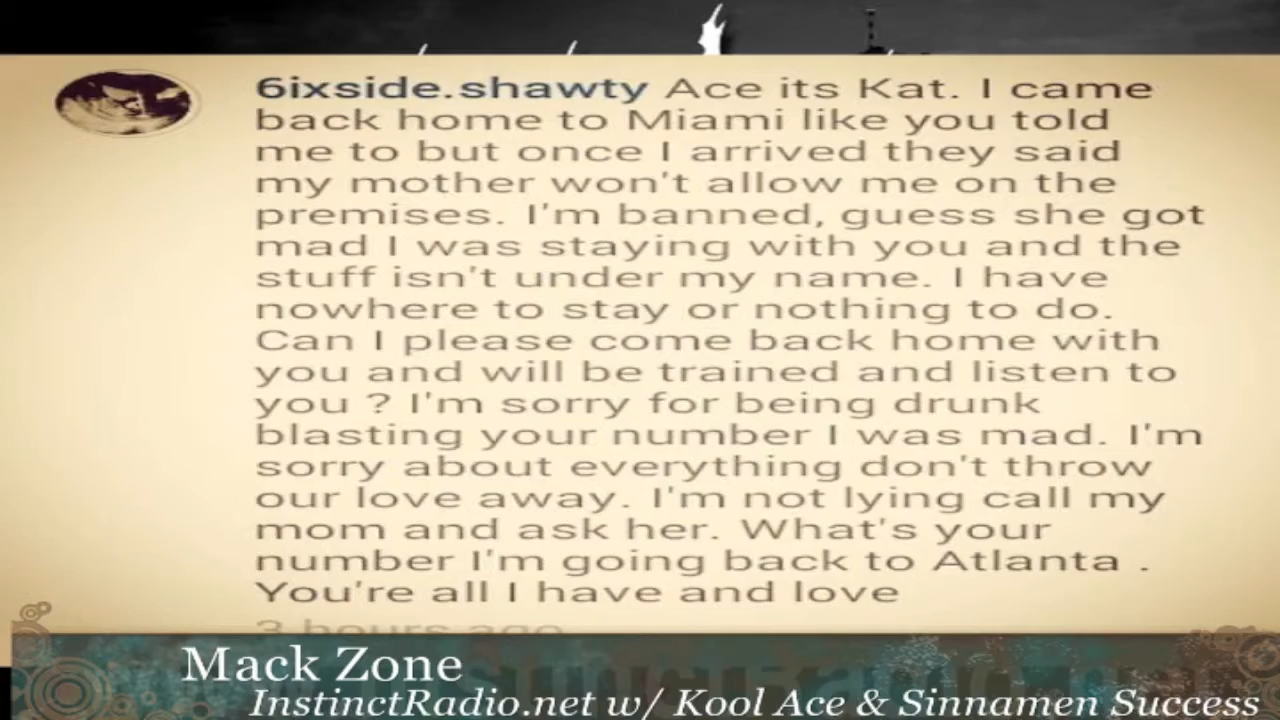 6ixside.shawty Ace its Kat. I came
back home to Miami like you told
me to but once I arrived they said
my mother won't allow me on the
premises. I'm banned, guess she got
mad I was staying with you and the
stuff isn't under my name. I have
nowhere to stay or nothing to do.
Can I please come back home with
you and will be trained and listen to
you ? I'm sorry for being drunk
blasting your number I was mad. I'm
sorry about everything don't throw
our love away. I'm not lying call my
mom and ask her. What's your
number I'm going back to Atlanta .
You're all I have and love
3 hours ago
Mack Zone
InstinctRadio.net w/ Kool Ace & Sinnamen Success